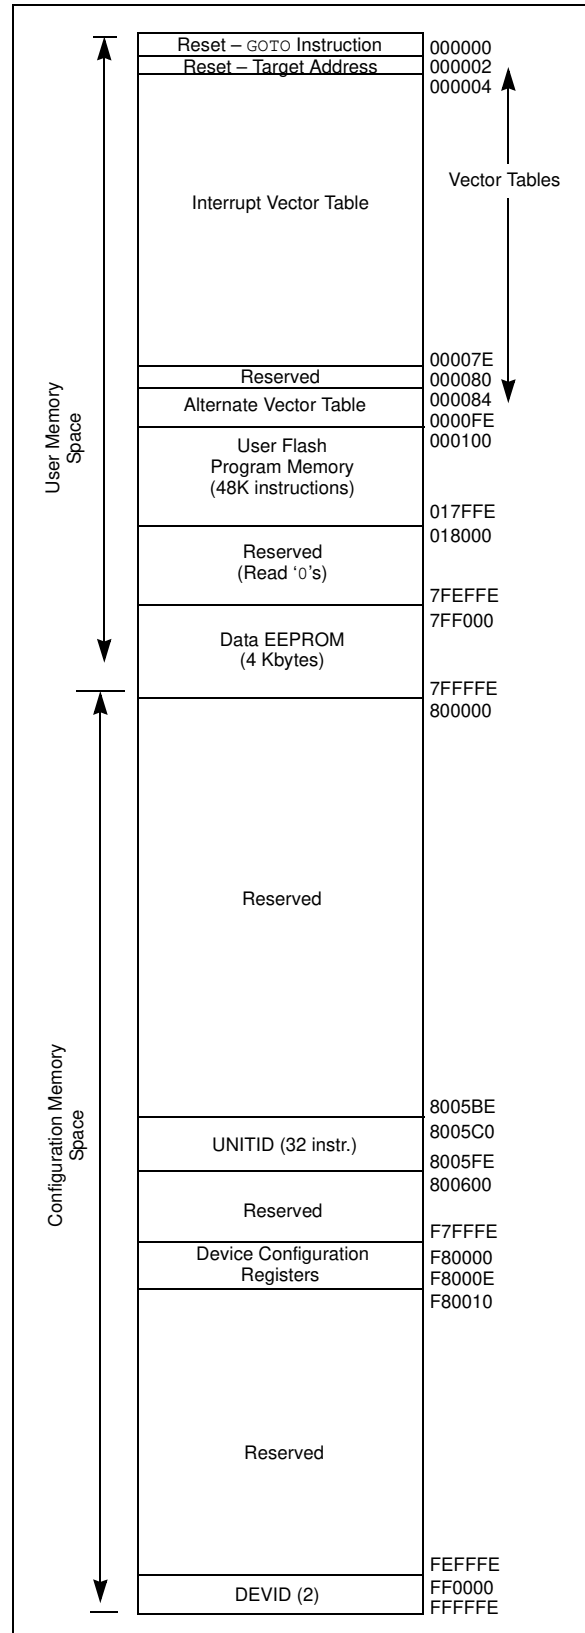 Reset – GOTO Instruction
000000
Reset – Target Address
000002
000004
Vector Tables
Interrupt Vector Table
00007E
Reserved
000080
Alternate Vector Table
000084
0000FE
User Flash
Program Memory
(48K instructions)
000100
017FFE
User Memory
Space
018000
Reserved
(Read ‘0’s)
7FEFFE
7FF000
Data EEPROM
(4 Kbytes)
7FFFFE
800000
Reserved
8005BE
Configuration Memory
Space
8005C0
UNITID (32 instr.)
8005FE
800600
Reserved
F7FFFE
Device Configuration
Registers
F80000
F8000E
F80010
Reserved
FEFFFE
DEVID (2)
FF0000
FFFFFE